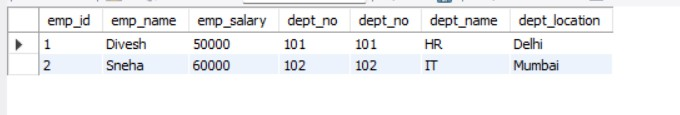 emp_id emp_name emp_salary dept_no dept_no dept_name dept_location
1 Divesh 50000 101 101 HR Delhi
2 Sneha 60000 102 102 IT Mumbai